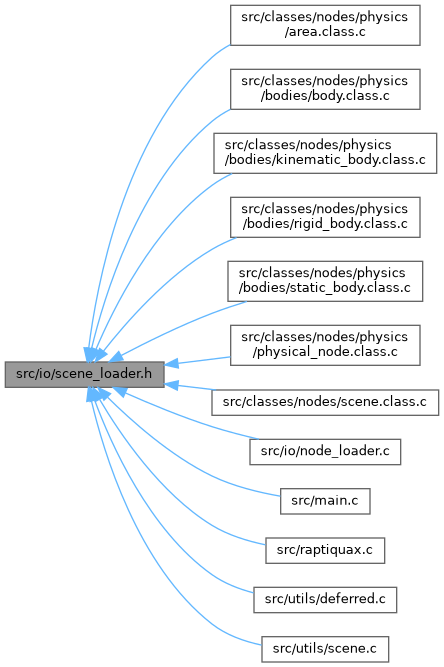 src/classes/nodes/physics
/area.class.c
src/classes/nodes/physics
/bodies/body.class.c
src/classes/nodes/physics
/bodies/kinematic_body.class.c
src/classes/nodes/physics
/bodies/rigid_body.class.c
src/classes/nodes/physics
/bodies/static_body.class.c
src/classes/nodes/physics
/physical_node.class.c
src/io/scene_loader.h
src/classes/nodes/scene.class.c
src/io/node_loader.c
src/main.c
src/raptiquax.c
src/utils/deferred.c
src/utils/scene.c